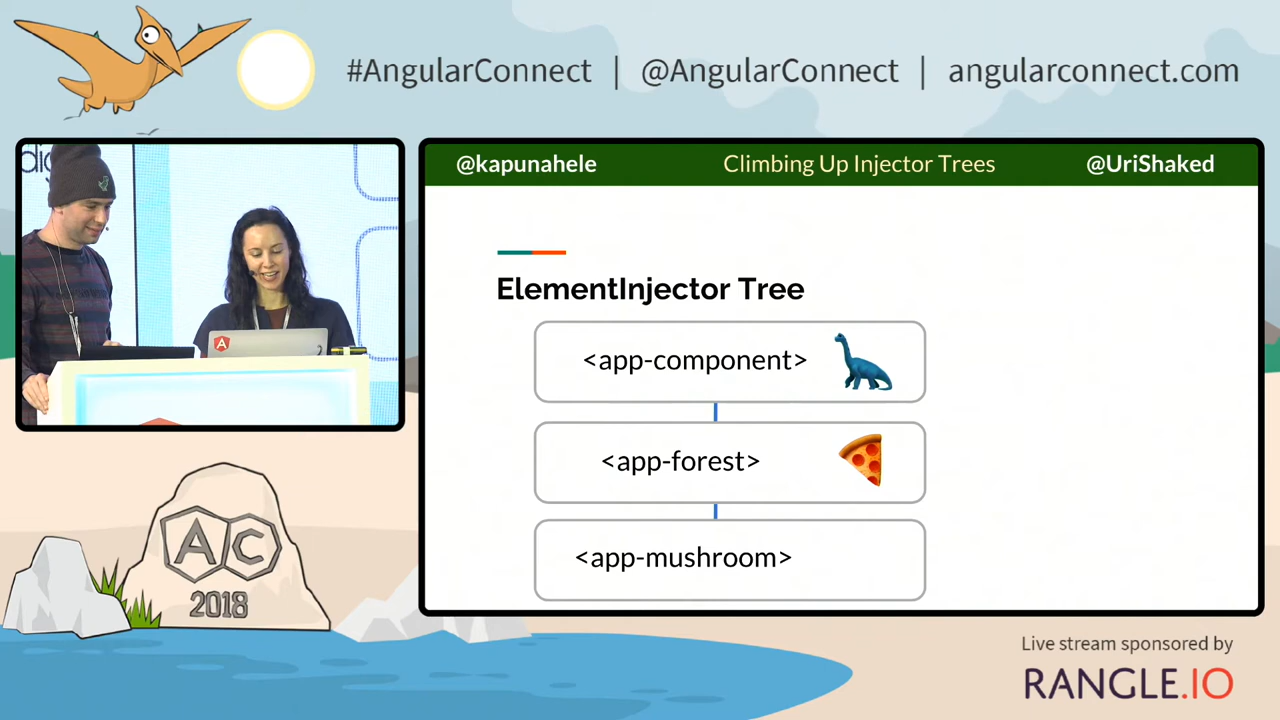 #AngularConnect | @AngularConnect | angularconnect.com
@kapunahele Climbing Up Injector Trees @UriShaked
ElementInjector Tree
<app-component>
<app-forest>
<app-mushroom>
AC
2018
Live stream sponsored by
RANGLE.IO